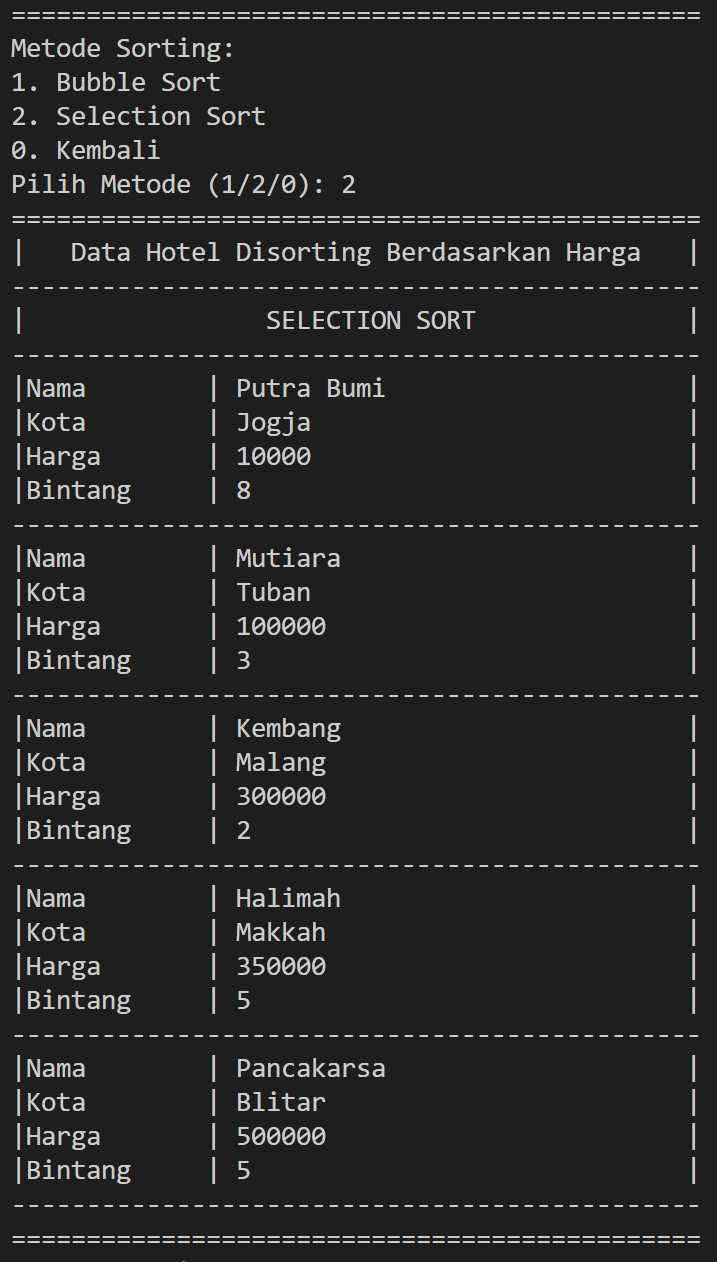 ==============================================
Metode Sorting:
1. Bubble Sort
2. Selection Sort
0. Kembali
Pilih Metode (1/2/0): 2
==============================================
|   Data Hotel Disorting Berdasarkan Harga   |
----------------------------------------------
|                SELECTION SORT              |
----------------------------------------------
|Nama        | Putra Bumi                    |
|Kota        | Jogja                         |
|Harga       | 10000                         |
|Bintang     | 8                             |
----------------------------------------------
|Nama        | Mutiara                       |
|Kota        | Tuban                         |
|Harga       | 100000                        |
|Bintang     | 3                             |
----------------------------------------------
|Nama        | Kembang                       |
|Kota        | Malang                        |
|Harga       | 300000                        |
|Bintang     | 2                             |
----------------------------------------------
|Nama        | Halimah                       |
|Kota        | Makkah                        |
|Harga       | 350000                        |
|Bintang     | 5                             |
----------------------------------------------
|Nama        | Pancakarsa                    |
|Kota        | Blitar                        |
|Harga       | 500000                        |
|Bintang     | 5                             |
----------------------------------------------
==============================================